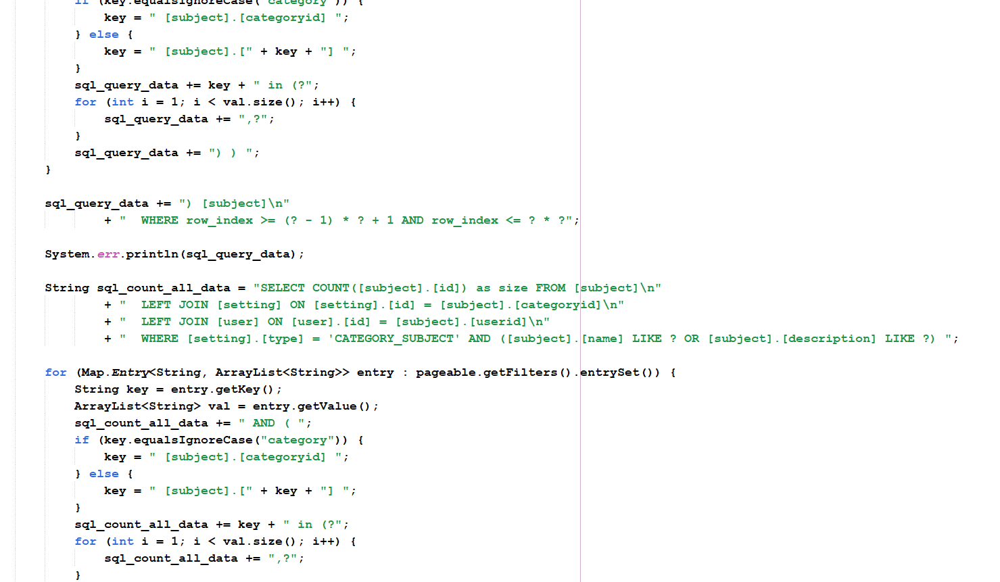 if (key.equalsIgnoreCase("category")) {
key = " [subject].[categoryid] ";
} else {
key = " [subject].[" + key + "] ";
}
sql_query_data += key + " in (?";
for (int i = 1; i < val.size(); i++) {
sql_query_data += ",?";
}
sql_query_data += ") ) ";
}
sql_query_data += ") [subject]\n"
+ "  WHERE row_index >= (? - 1) * ? + 1 AND row_index <= ? * ?";
System.err.println(sql_query_data);
String sql_count_all_data = "SELECT COUNT([subject].[id]) as size FROM [subject]\n"
+ "  LEFT JOIN [setting] ON [setting].[id] = [subject].[categoryid]\n"
+ "  LEFT JOIN [user] ON [user].[id] = [subject].[userid]\n"
+ "  WHERE [setting].[type] = 'CATEGORY_SUBJECT' AND ([subject].[name] LIKE ? OR [subject].[description] LIKE ?) ";
for (Map.Entry<String, ArrayList<String>> entry : pageable.getFilters().entrySet()) {
String key = entry.getKey();
ArrayList<String> val = entry.getValue();
sql_count_all_data += " AND ( ";
if (key.equalsIgnoreCase("category")) {
key = " [subject].[categoryid] ";
} else {
key = " [subject].[" + key + "] ";
}
sql_count_all_data += key + " in (?";
for (int i = 1; i < val.size(); i++) {
sql_count_all_data += ",?";
}